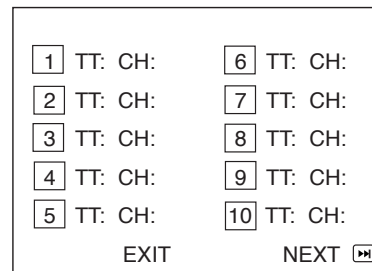 1 TT: CH: 6 TT: CH:
2 TT: CH: 7 TT: CH:
3 TT: CH: 8 TT: CH:
4 TT: CH: 9 TT: CH:
5 TT: CH: 10 TT: CH:
EXIT NEXT ⏭